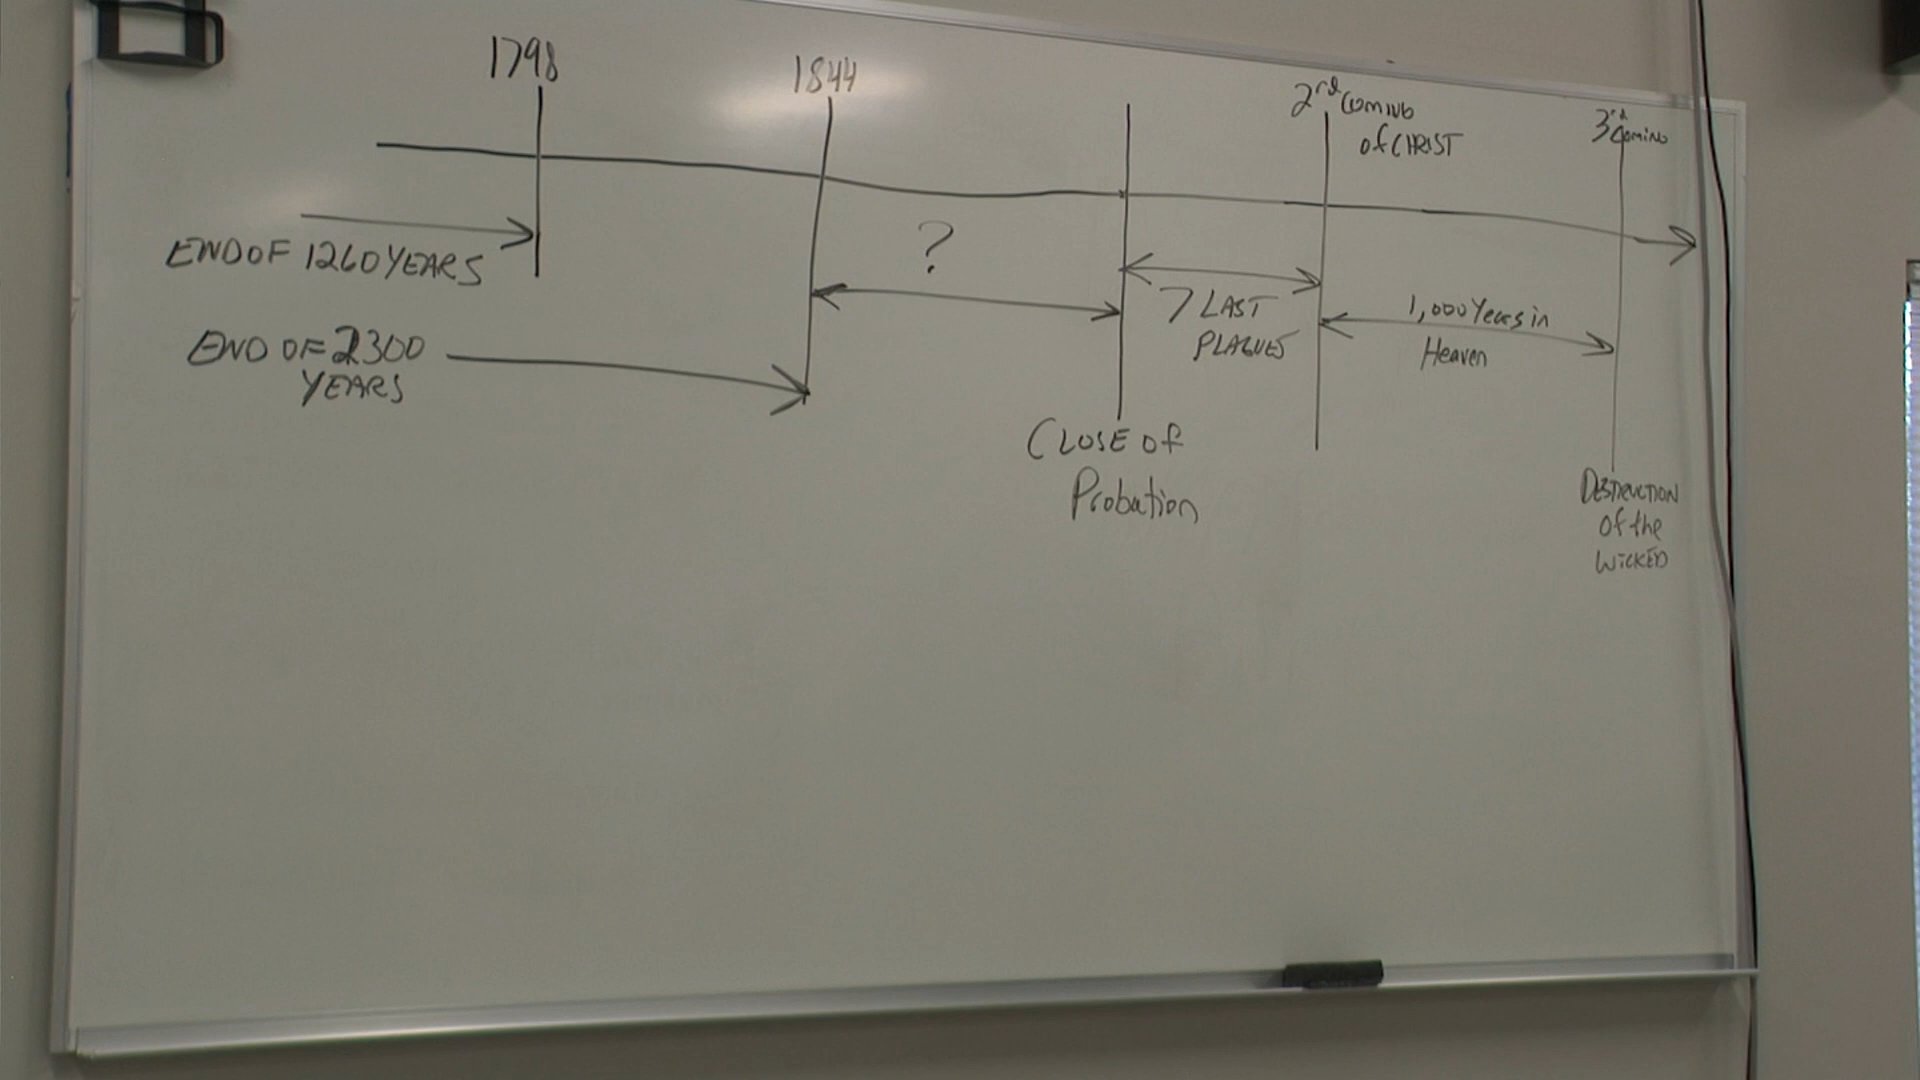 1798
1844
2rd Coming
of CHRIST
3rd Coming
END OF 1260 YEARS
?
END OF 2300
YEARS
7 LAST
PLAGUES
1,000 Years in
Heaven
CLOSE OF
Probation
DESTRUCTION
Of the
WICKED